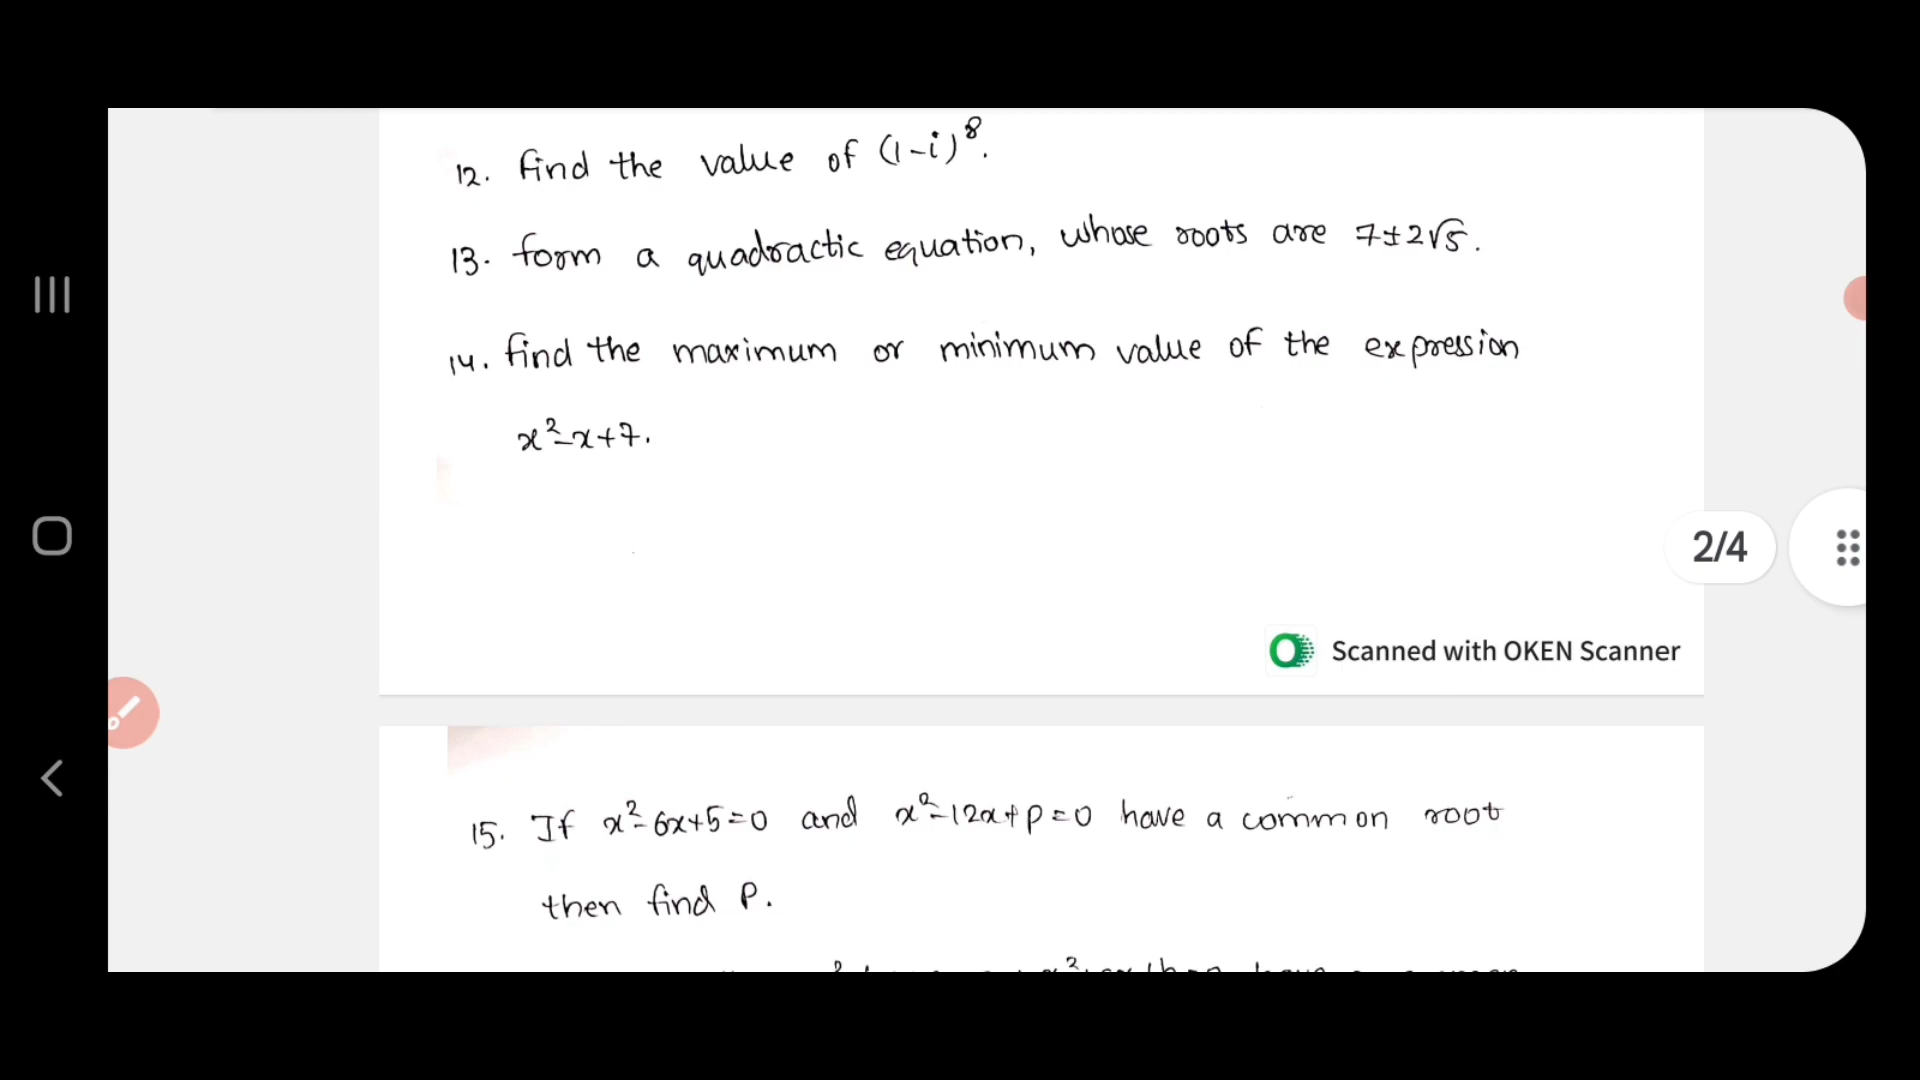 12. find the value of (1-i)⁸.
13. form a quadractic equation, whose roots are 7±2√5.
14. find the maximum or minimum value of the expression
x²-x+7.
2/4
Scanned with OKEN Scanner
15. If x²-6x+5=0 and x²-12x+p=0 have a common root
then find P.